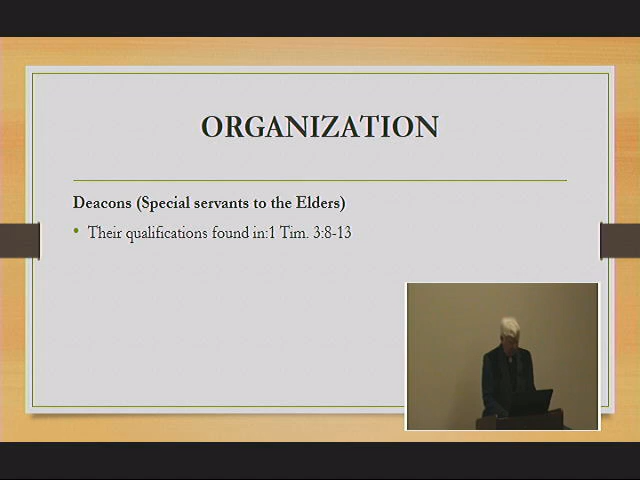 ORGANIZATION
Deacons (Special servants to the Elders)
• Their qualifications found in:1 Tim. 3:8-13